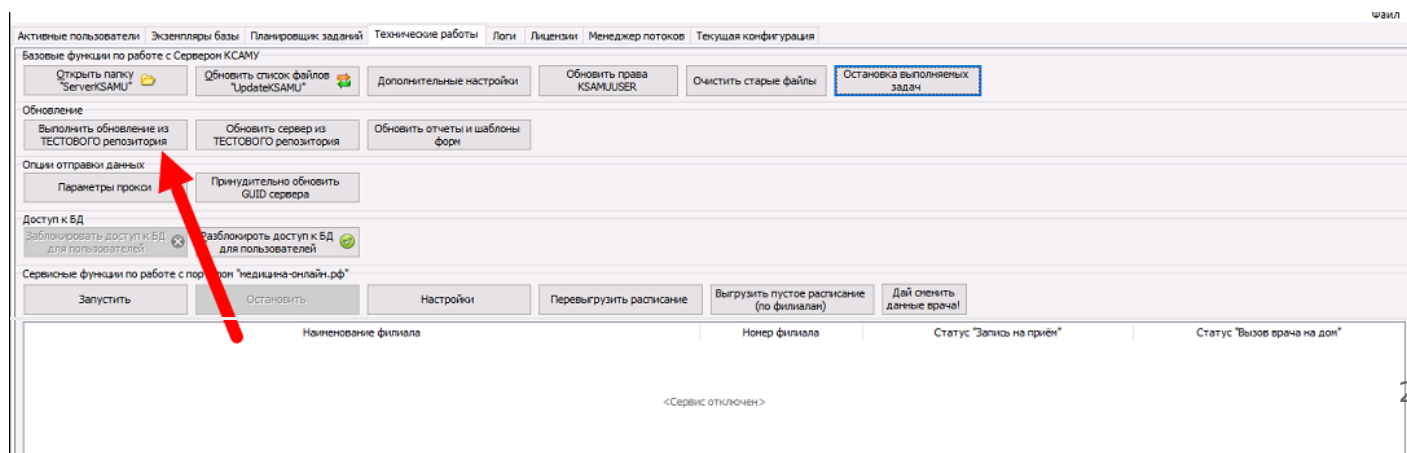 Файл
Активные пользователи Экземпляры базы Планировщик заданий Технические работы Логи Лицензии Менеджер потоков Текущая конфигурация
Базовые функции по работе с Сервером КСАМУ
Открыть папку
"ServerKSAMU"
Обновить список файлов
"UpdateKSAMU"
Дополнительные настройки
Обновить права
KSAMUUSER
Очистить старые файлы
Остановка выполняемых
задач
Обновление
Выполнить обновление из
ТЕСТОВОГО репозитория
Обновить сервер из
ТЕСТОВОГО репозитория
Обновить отчеты и шаблоны
форм
Опции отправки данных
Параметры прокси
Принудительно обновить
GUID сервера
Доступ к БД
Заблокировать доступ к БД
для пользователей
Разблокироть доступ к БД
для пользователей
Сервисные функции по работе с порталом "медицина-онлайн.рф"
Запустить
Остановить
Настройки
Перевыгрузить расписание
Выгрузить пустое расписание
(по филиалам)
Дай сменить
данные врача!
Наименование филиала Номер филиала Статус "Запись на приём" Статус "Вызов врача на дом"
<Сервис отключен>
2